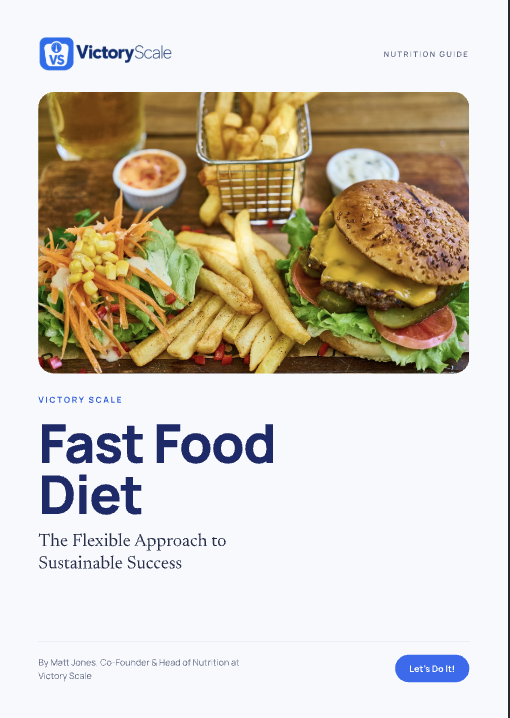 VS
VictoryScale
NUTRITION GUIDE
VICTORY SCALE
Fast Food
Diet
The Flexible Approach to
Sustainable Success
By Matt Jones. Co-Founder & Head of Nutrition at
Victory Scale
Let's Do It!